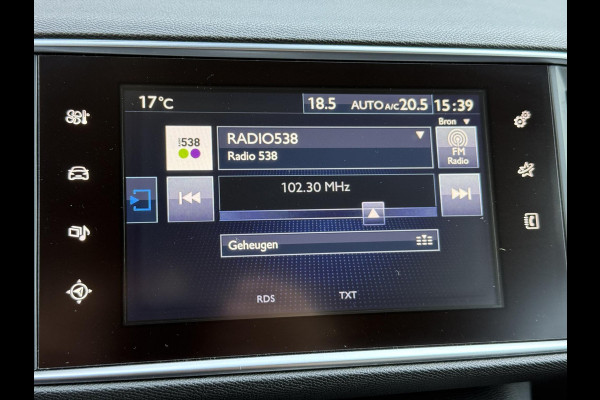 17°C 18.5 AUTO A/C 20.5 15:39
Bron
538 RADIO538
Radio 538
FM
Radio
102.30 MHz
Geheugen
RDS TXT